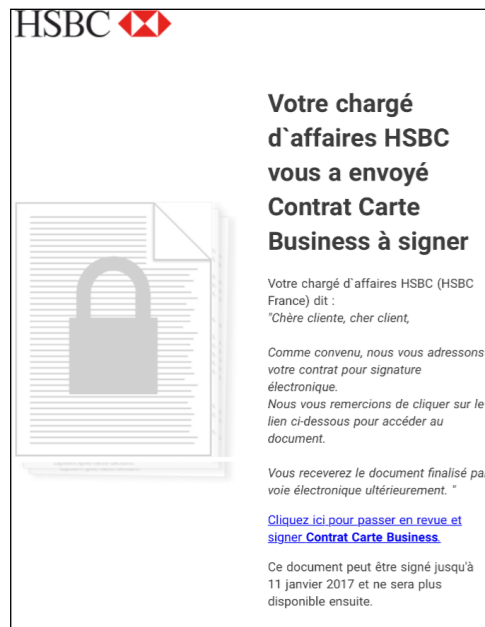 HSBC
Votre chargé
d`affaires HSBC
vous a envoyé
Contrat Carte
Business à signer
Votre chargé d`affaires HSBC (HSBC
France) dit :
"Chère cliente, cher client,
Comme convenu, nous vous adressons
votre contrat pour signature
électronique.
Nous vous remercions de cliquer sur le
lien ci-dessous pour accéder au
document.
Vous receverez le document finalisé par
voie électronique ultérieurement. "
Cliquez ici pour passer en revue et
signer Contrat Carte Business.
Ce document peut être signé jusqu'à
11 janvier 2017 et ne sera plus
disponible ensuite.